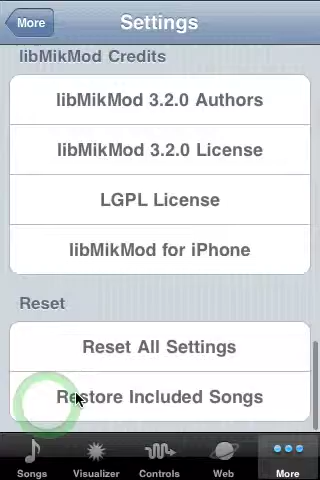 More
Settings
libMikMod Credits
libMikMod 3.2.0 Authors
libMikMod 3.2.0 License
LGPL License
libMikMod for iPhone
Reset
Reset All Settings
Restore Included Songs
Songs
Visualizer
Controls
Web
More